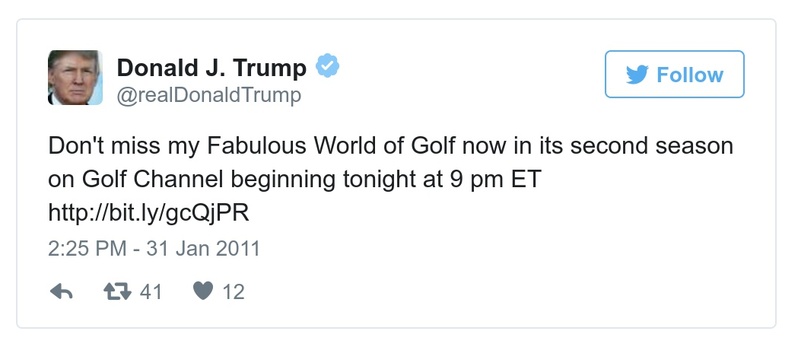 Donald J. Trump
@realDonaldTrump
Follow
Don't miss my Fabulous World of Golf now in its second season
on Golf Channel beginning tonight at 9 pm ET
http://bit.ly/gcQjPR
2:25 PM - 31 Jan 2011
41 12